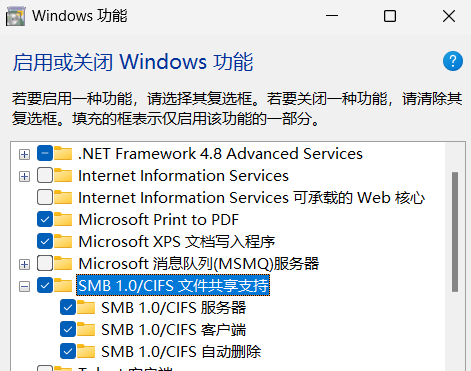 Windows 功能
启用或关闭 Windows 功能
若要启用一种功能，请选择其复选框。若要关闭一种功能，请清除其
复选框。填充的框表示仅启用该功能的一部分。
.NET Framework 4.8 Advanced Services
Internet Information Services
Internet Information Services 可承载的 Web 核心
Microsoft Print to PDF
Microsoft XPS 文档写入程序
Microsoft 消息队列(MSMQ)服务器
SMB 1.0/CIFS 文件共享支持
SMB 1.0/CIFS 服务器
SMB 1.0/CIFS 客户端
SMB 1.0/CIFS 自动删除
Telnet 客户端